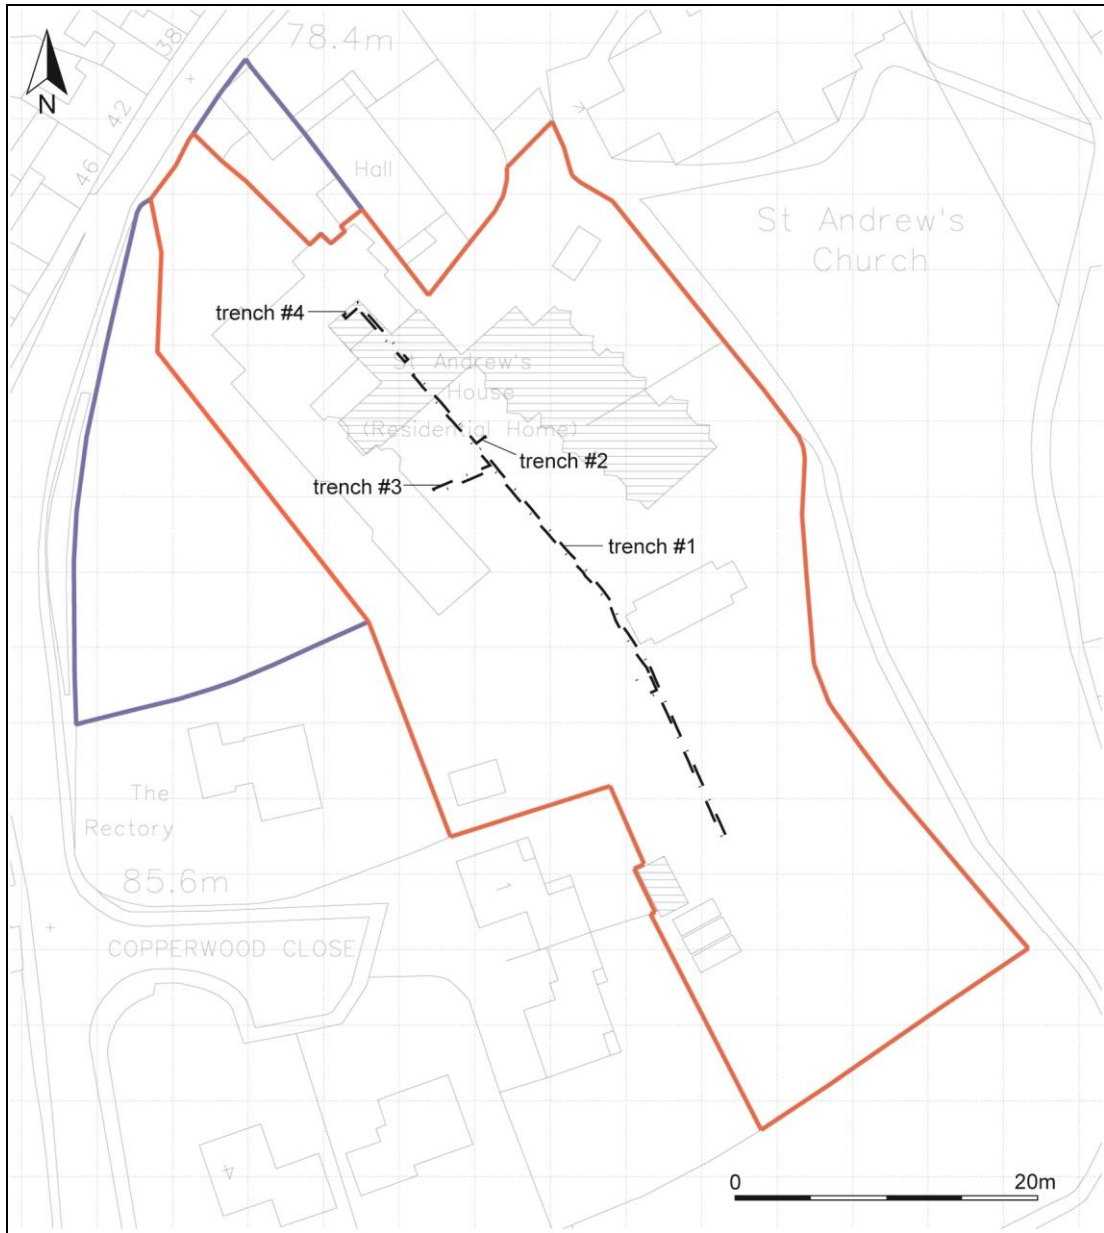 78.4m
38
42
46
N
Hall
St Andrew's
Church
trench #4
St Andrew's
House
(Residential Home)
trench #2
trench #3
trench #1
The
Rectory
85.6m
1
COPPERWOOD CLOSE
4
0
20m